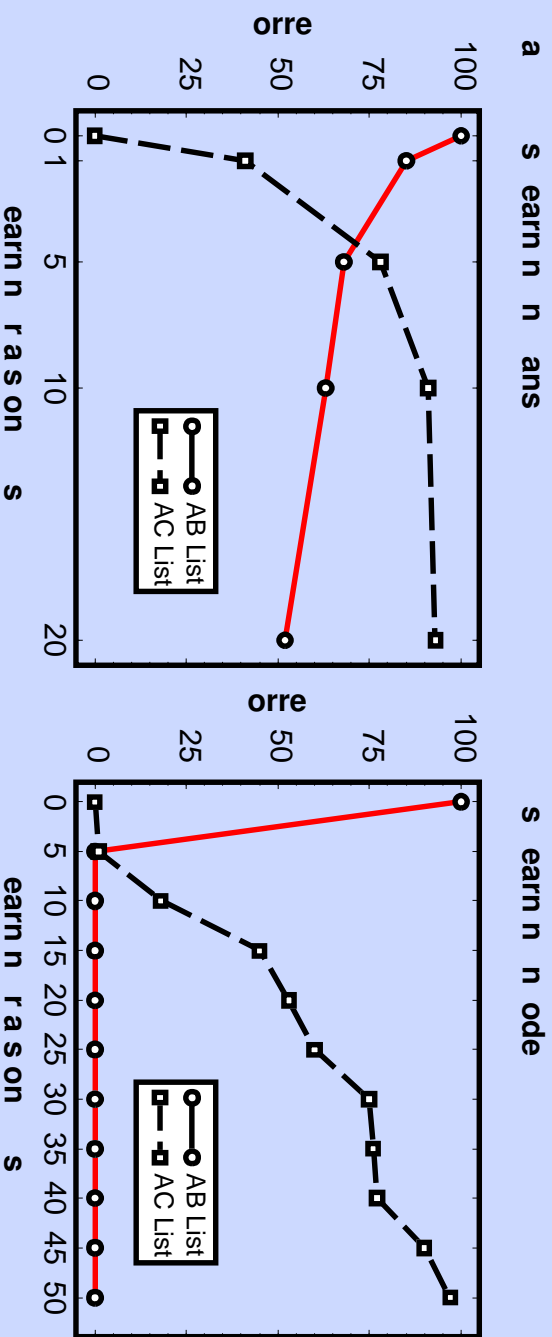 a s earn n n ans
orre
100
75
50
25
0
AB List
AC List
0 1 5 10 20
earn n r a s on s
s earn n n ode
orre
100
75
50
25
0
AB List
AC List
0 5 10 15 20 25 30 35 40 45 50
earn n r a s on s